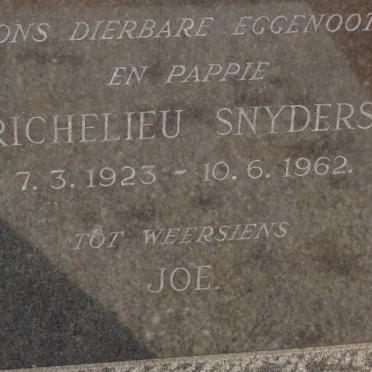 ONS DIERBARE EGGENOOT
EN PAPPIE
RICHELIEU SNYDERS
7. 3. 1923 - 10. 6. 1962.
TOT WEERSIENS
JOE.